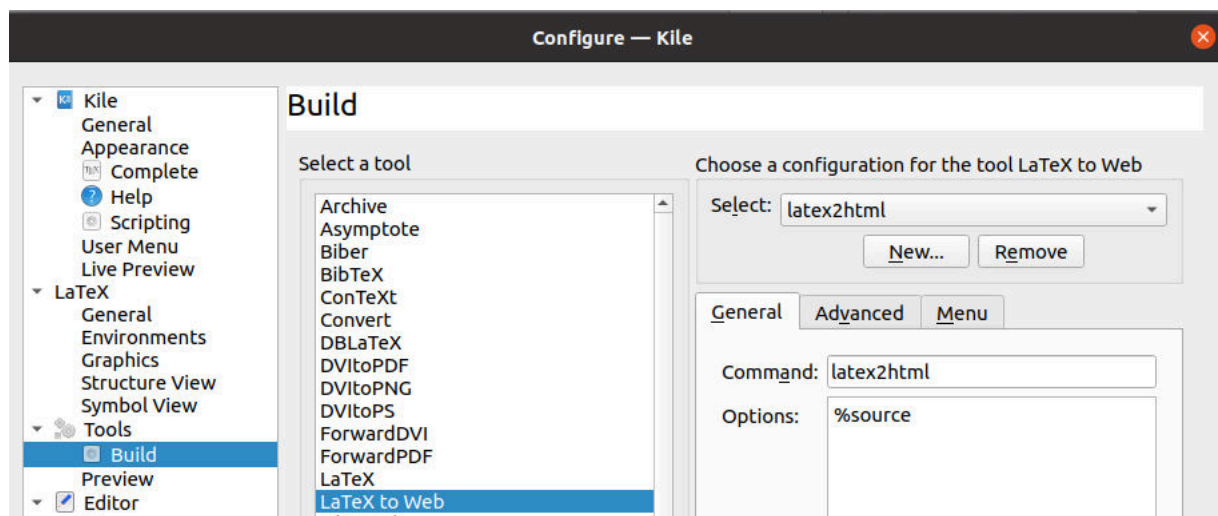 Configure — Kile
Kile
General
Appearance
Complete
Help
Scripting
User Menu
Live Preview
LaTeX
General
Environments
Graphics
Structure View
Symbol View
Tools
Build
Preview
Editor
Build
Select a tool
Archive
Asymptote
Biber
BibTeX
ConTeXt
Convert
DBLaTeX
DVItoPDF
DVItoPNG
DVItoPS
ForwardDVI
ForwardPDF
LaTeX
LaTeX to Web
Choose a configuration for the tool LaTeX to Web
Select: latex2html
New... Remove
General Advanced Menu
Command: latex2html
Options: %source